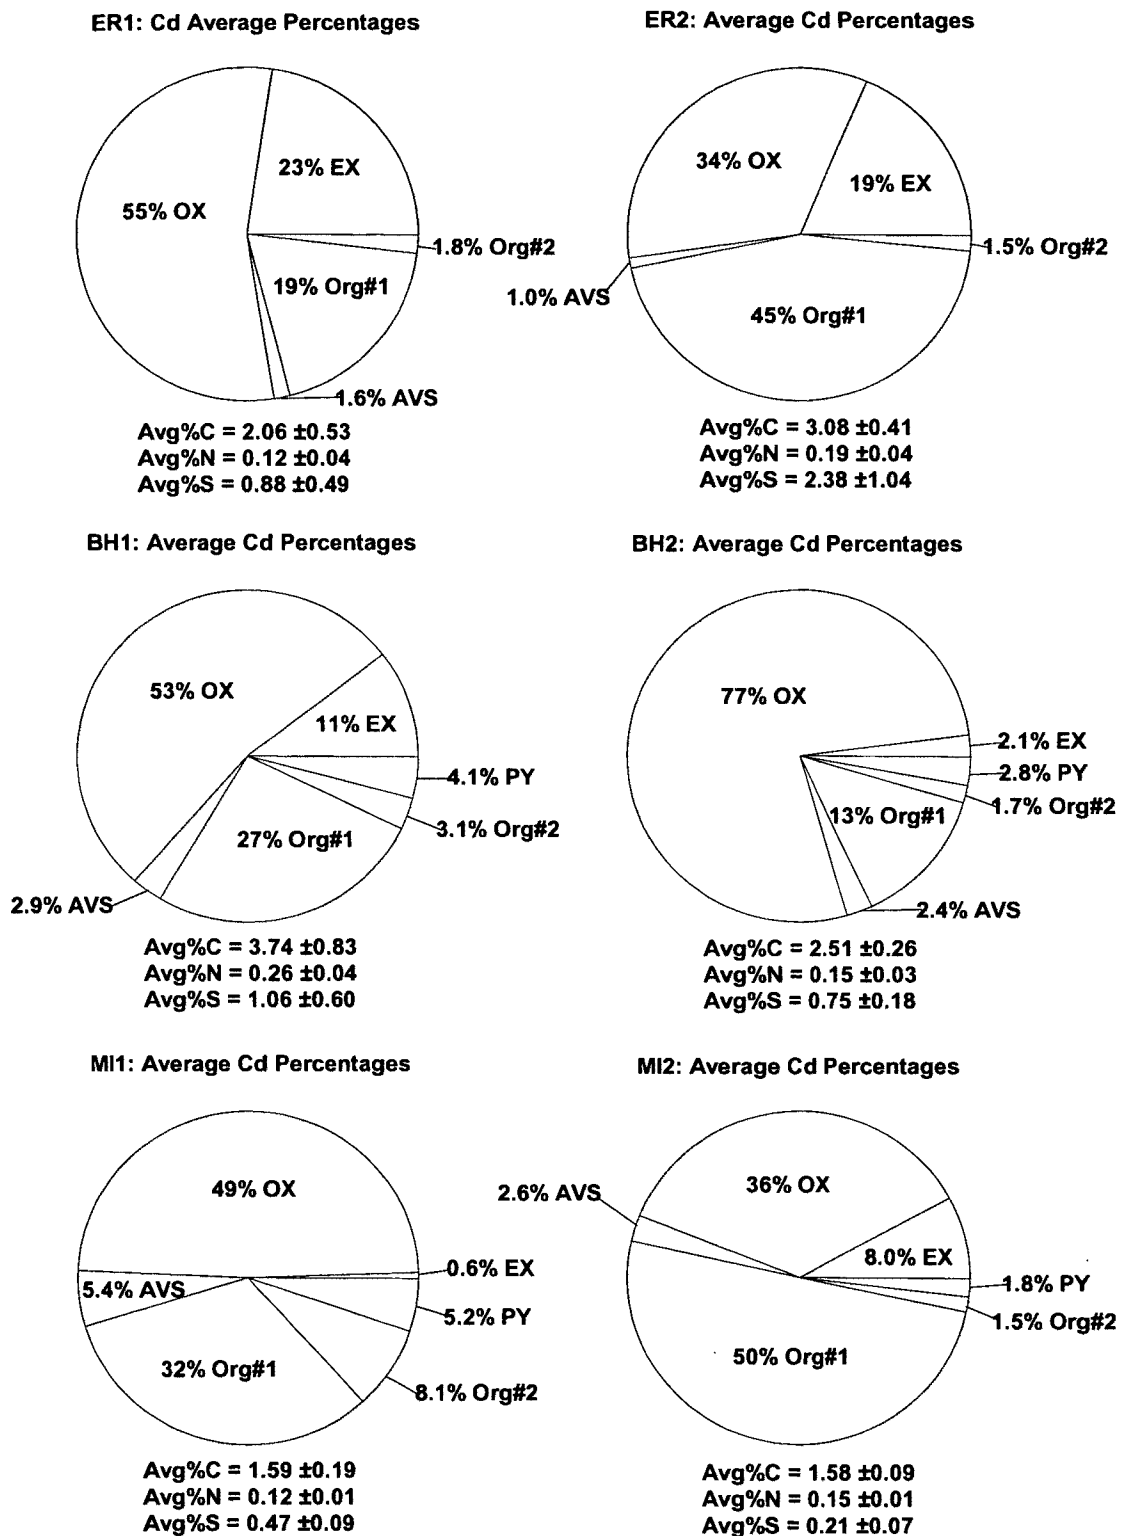 ER1: Cd Average Percentages
55% OX
23% EX
1.8% Org#2
19% Org#1
1.6% AVS
Avg%C = 2.06 ±0.53
Avg%N = 0.12 ±0.04
Avg%S = 0.88 ±0.49
ER2: Average Cd Percentages
34% OX
19% EX
1.5% Org#2
1.0% AVS
45% Org#1
Avg%C = 3.08 ±0.41
Avg%N = 0.19 ±0.04
Avg%S = 2.38 ±1.04
BH1: Average Cd Percentages
53% OX
11% EX
4.1% PY
3.1% Org#2
27% Org#1
2.9% AVS
Avg%C = 3.74 ±0.83
Avg%N = 0.26 ±0.04
Avg%S = 1.06 ±0.60
BH2: Average Cd Percentages
77% OX
2.1% EX
2.8% PY
1.7% Org#2
13% Org#1
2.4% AVS
Avg%C = 2.51 ±0.26
Avg%N = 0.15 ±0.03
Avg%S = 0.75 ±0.18
MI1: Average Cd Percentages
49% OX
0.6% EX
5.4% AVS
5.2% PY
32% Org#1
8.1% Org#2
Avg%C = 1.59 ±0.19
Avg%N = 0.12 ±0.01
Avg%S = 0.47 ±0.09
MI2: Average Cd Percentages
36% OX
2.6% AVS
8.0% EX
1.8% PY
1.5% Org#2
50% Org#1
Avg%C = 1.58 ±0.09
Avg%N = 0.15 ±0.01
Avg%S = 0.21 ±0.07